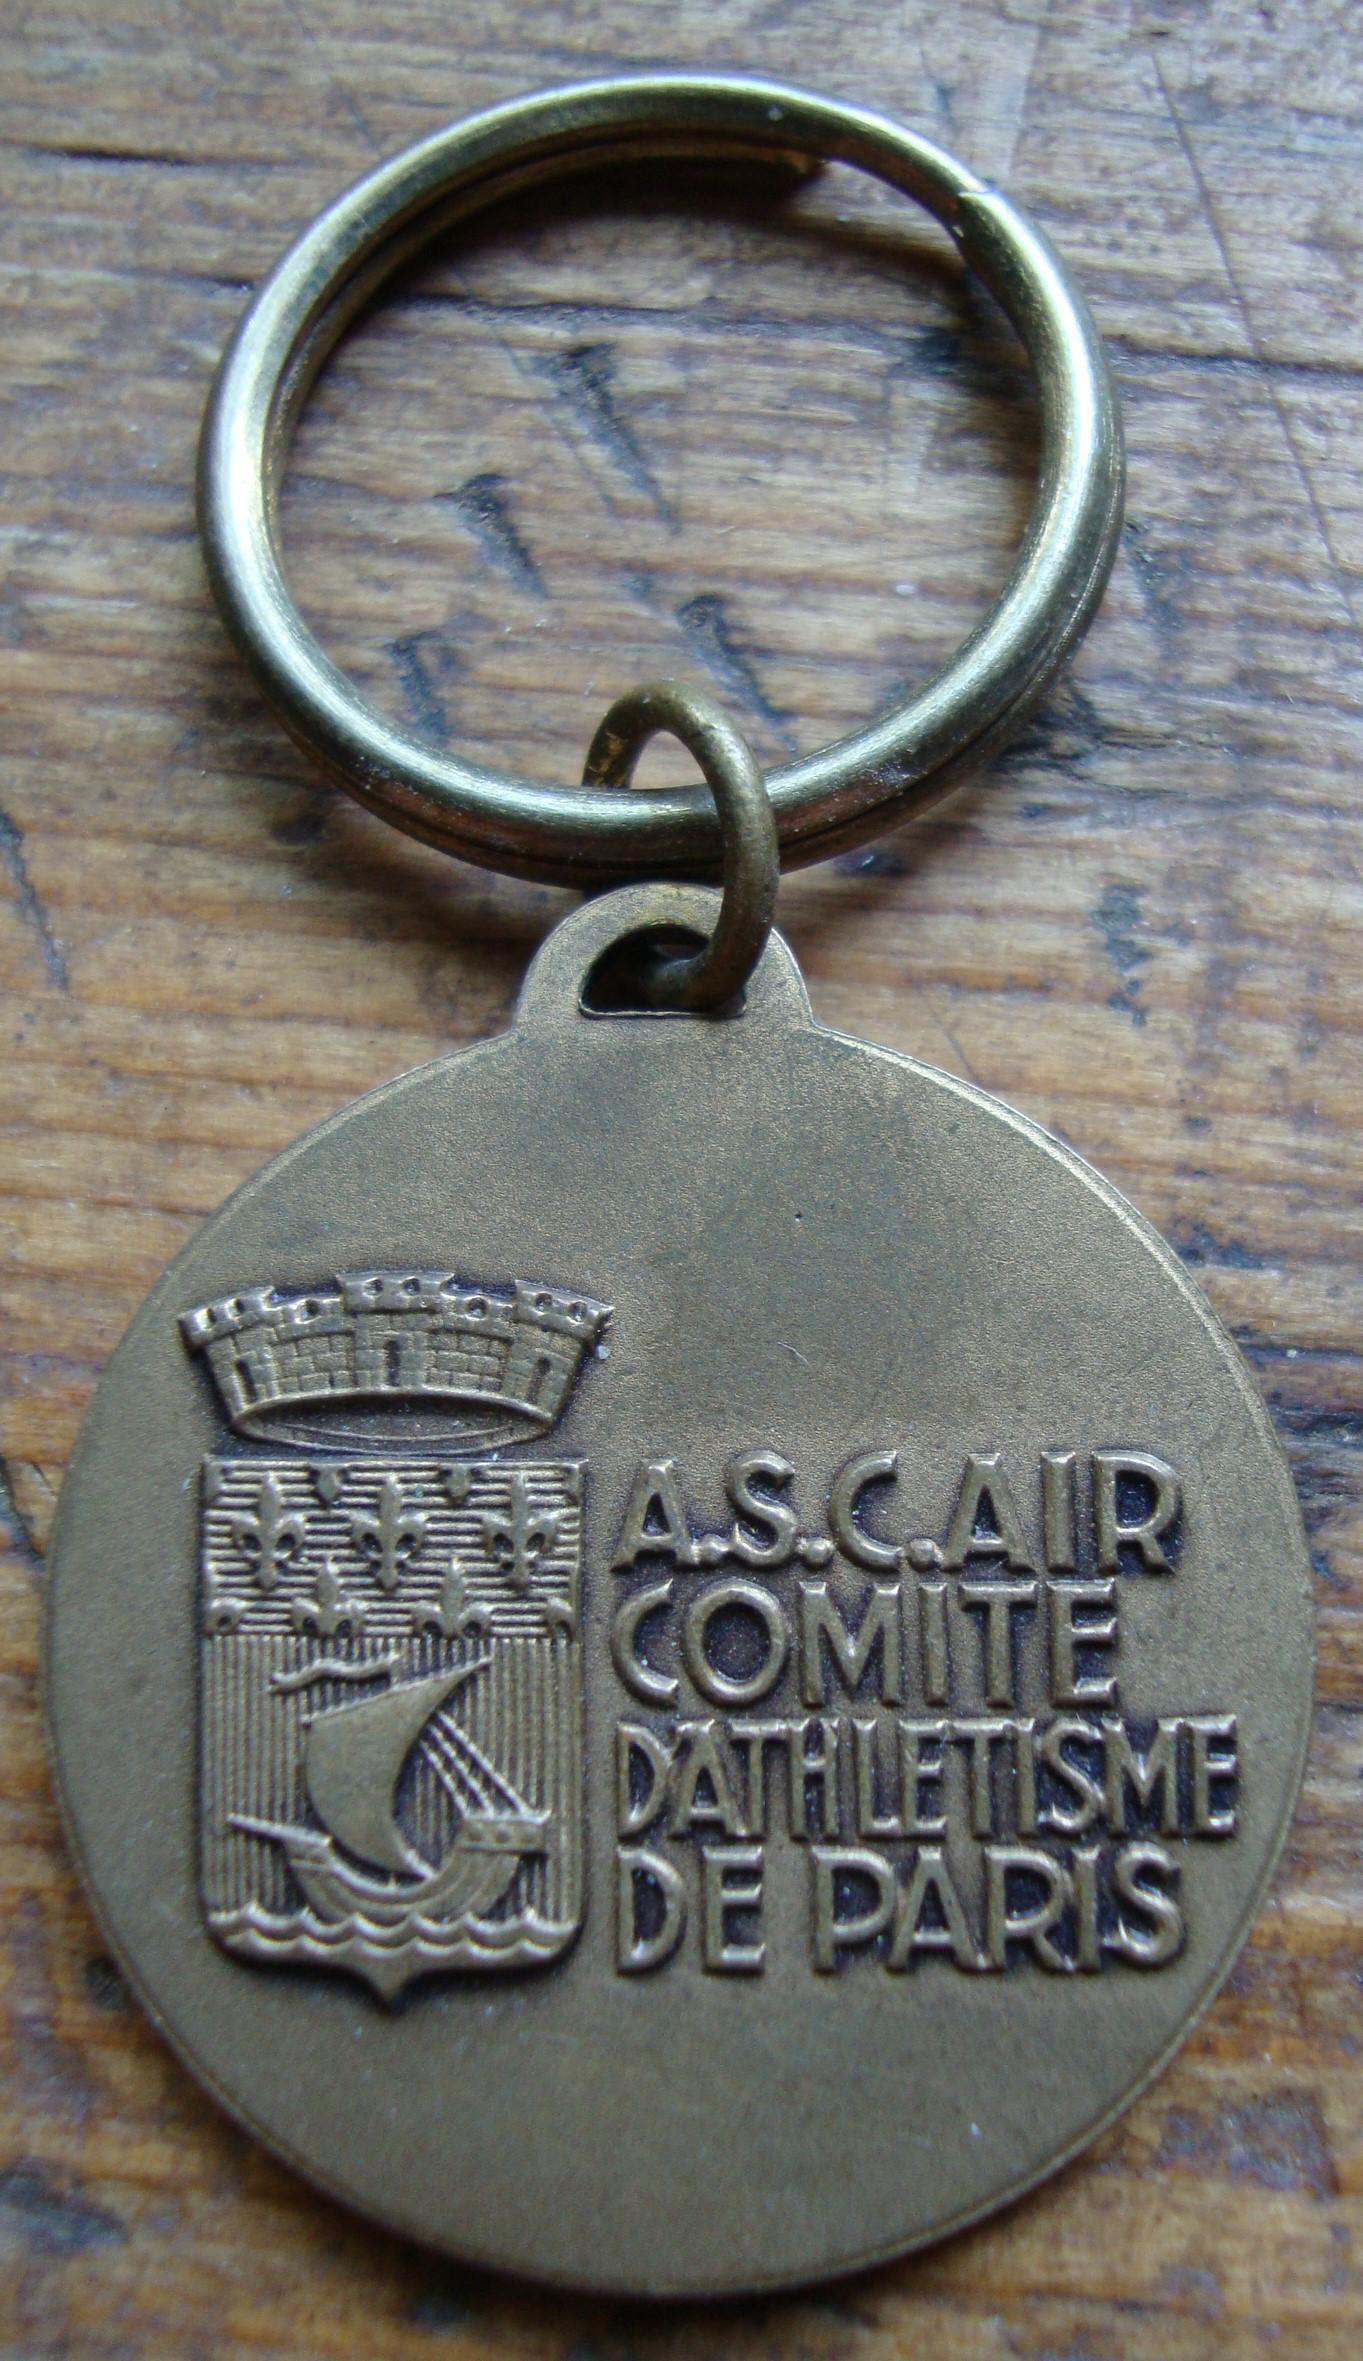 A.S.C.AIR
COMITE
D'ATHLETISME
DE PARIS